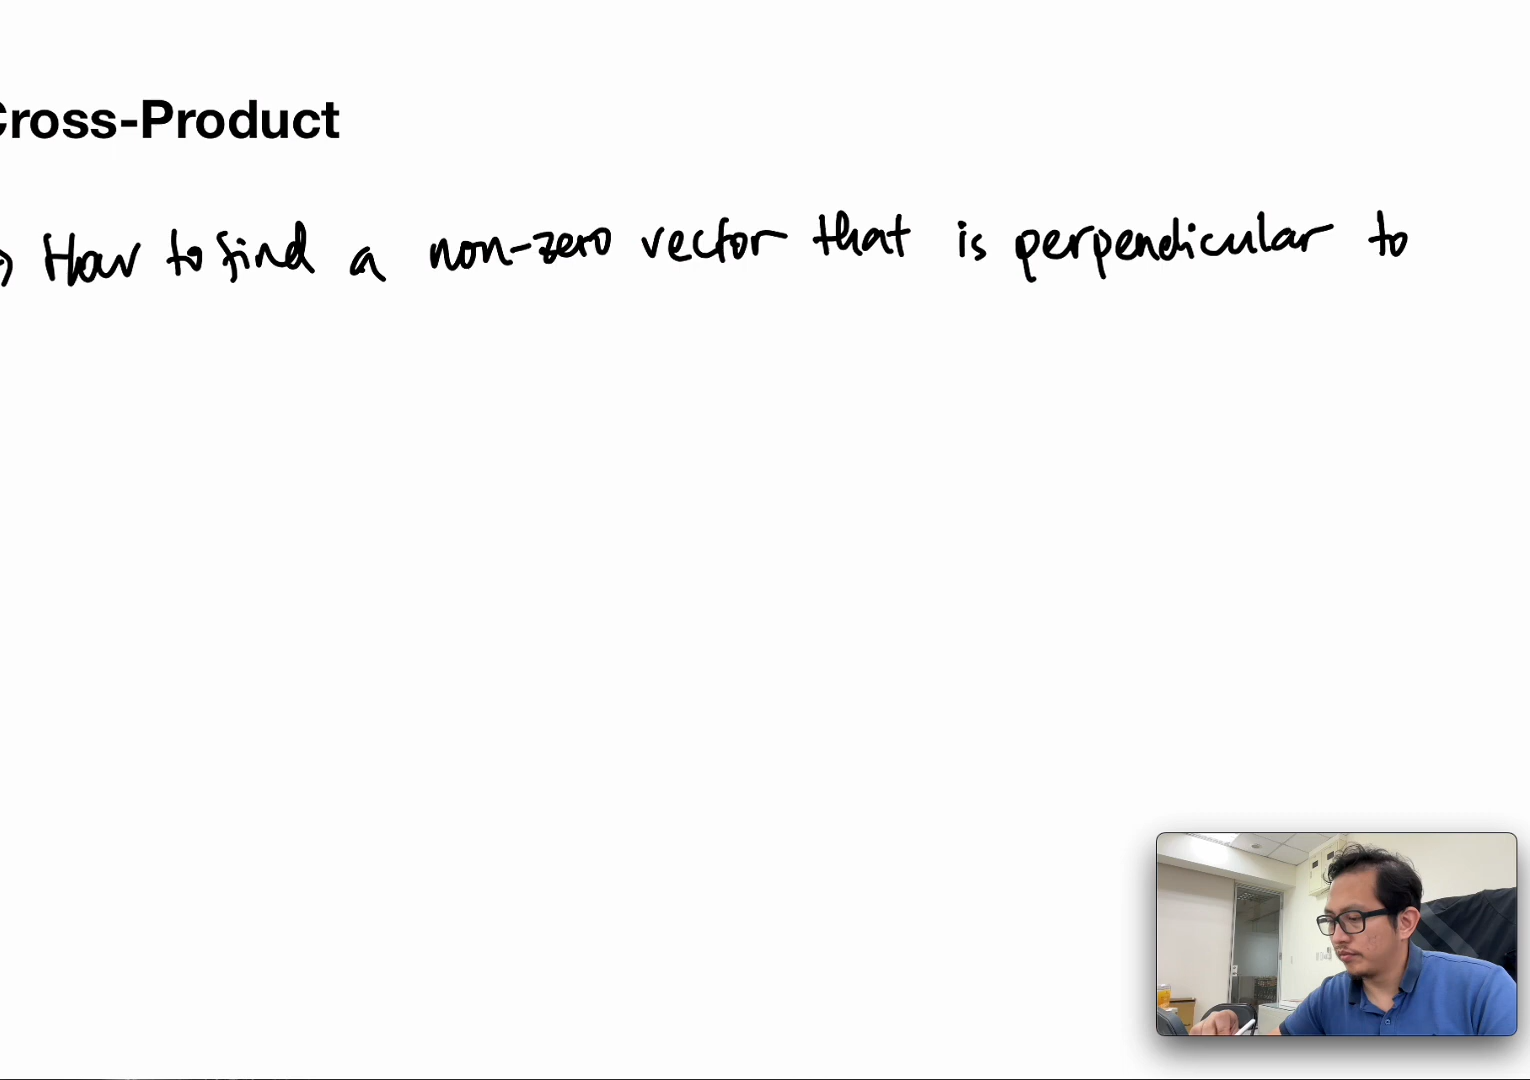 Cross-Product
How to find a non-zero vector that is perpendicular to